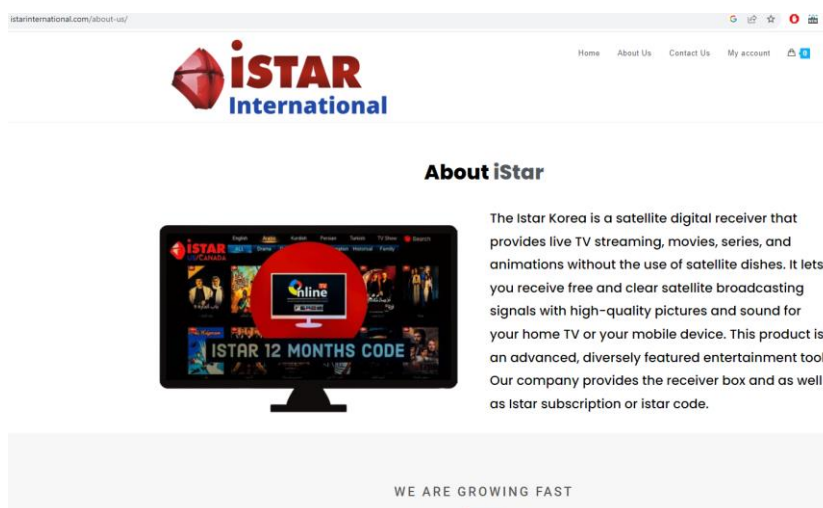 istarinternational.com/about-us/
iSTAR
International
Home About Us Contact Us My account 0
About iStar
The Istar Korea is a satellite digital receiver that
provides live TV streaming, movies, series, and
animations without the use of satellite dishes. It lets
you receive free and clear satellite broadcasting
signals with high-quality pictures and sound for
your home TV or your mobile device. This product is
an advanced, diversely featured entertainment tool
Our company provides the receiver box and as well
as Istar subscription or istar code.
English Arabic Kurdish Persian Turkish TV Show Search
iSTAR
US/CANADA
ALL Drama Historical Family
Online
TV
ISTAR 12 MONTHS CODE
WE ARE GROWING FAST